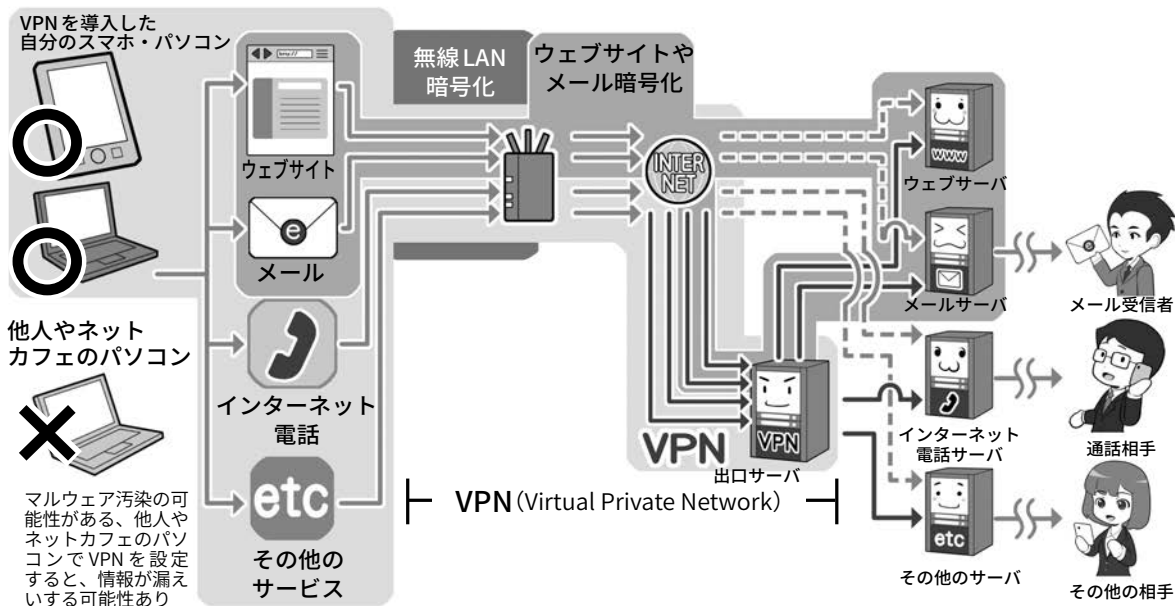 VPNを導入した
自分のスマホ・パソコン
他人やネット
カフェのパソコン
マルウェア汚染の可
能性がある、他人や
ネットカフェのパソ
コンでVPNを設定
すると、情報が漏え
いする可能性あり
http://
ウェブサイト
e
メール
インターネット
電話
etc
その他の
サービス
無線LAN
暗号化
ウェブサイトや
メール暗号化
INTER
NET
VPN
VPN
出口サーバ
VPN(Virtual Private Network)
www
ウェブサーバ
メールサーバ
インターネット
電話サーバ
etc
その他のサーバ
e
メール受信者
通話相手
その他の相手